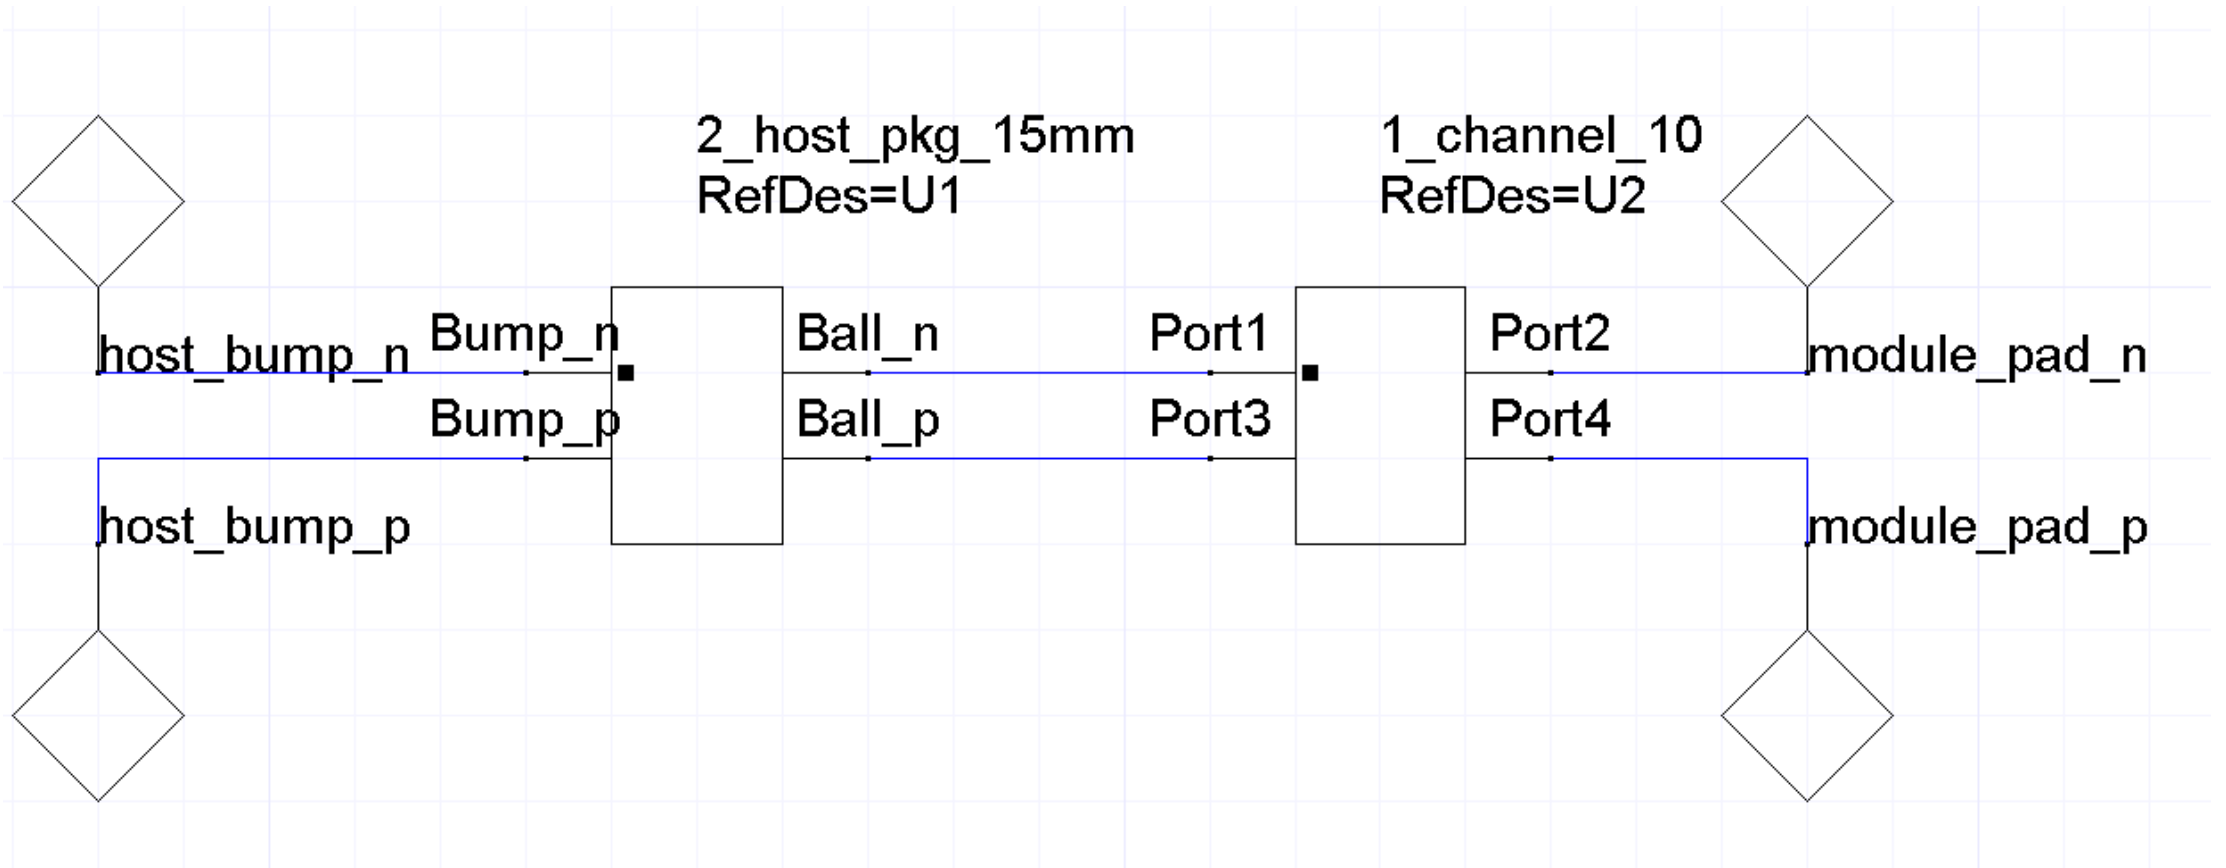 2_host_pkg_15mm
RefDes=U1
1_channel_10
RefDes=U2
host_bump_n
Bump_n
Ball_n
Port1
Port2
module_pad_n
Bump_p
Ball_p
Port3
Port4
host_bump_p
module_pad_p